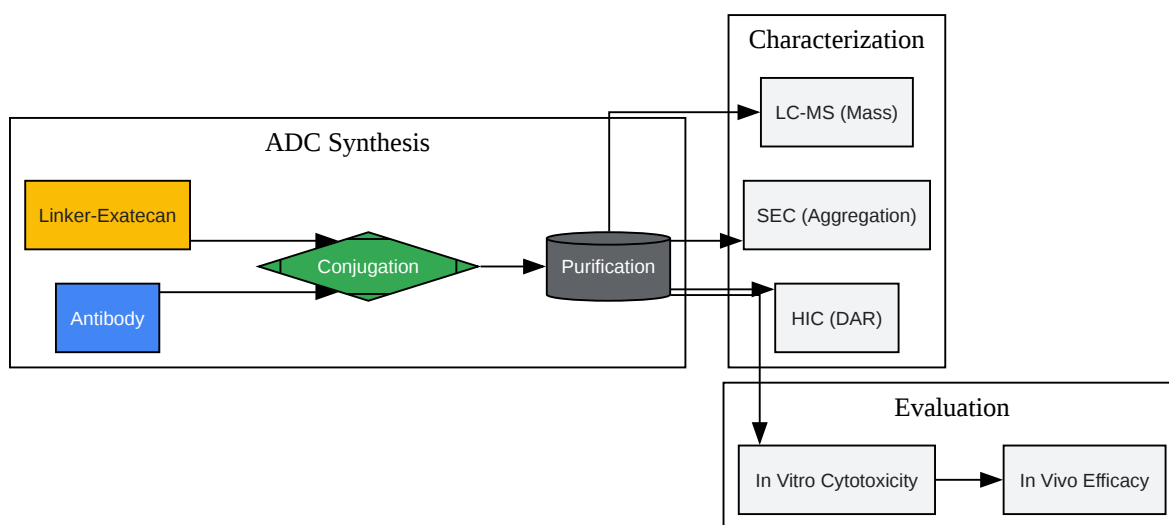 ADC Synthesis
Linker-Exatecan
Antibody
Conjugation
Purification
Characterization
LC-MS (Mass)
SEC (Aggregation)
HIC (DAR)
Evaluation
In Vitro Cytotoxicity
In Vivo Efficacy